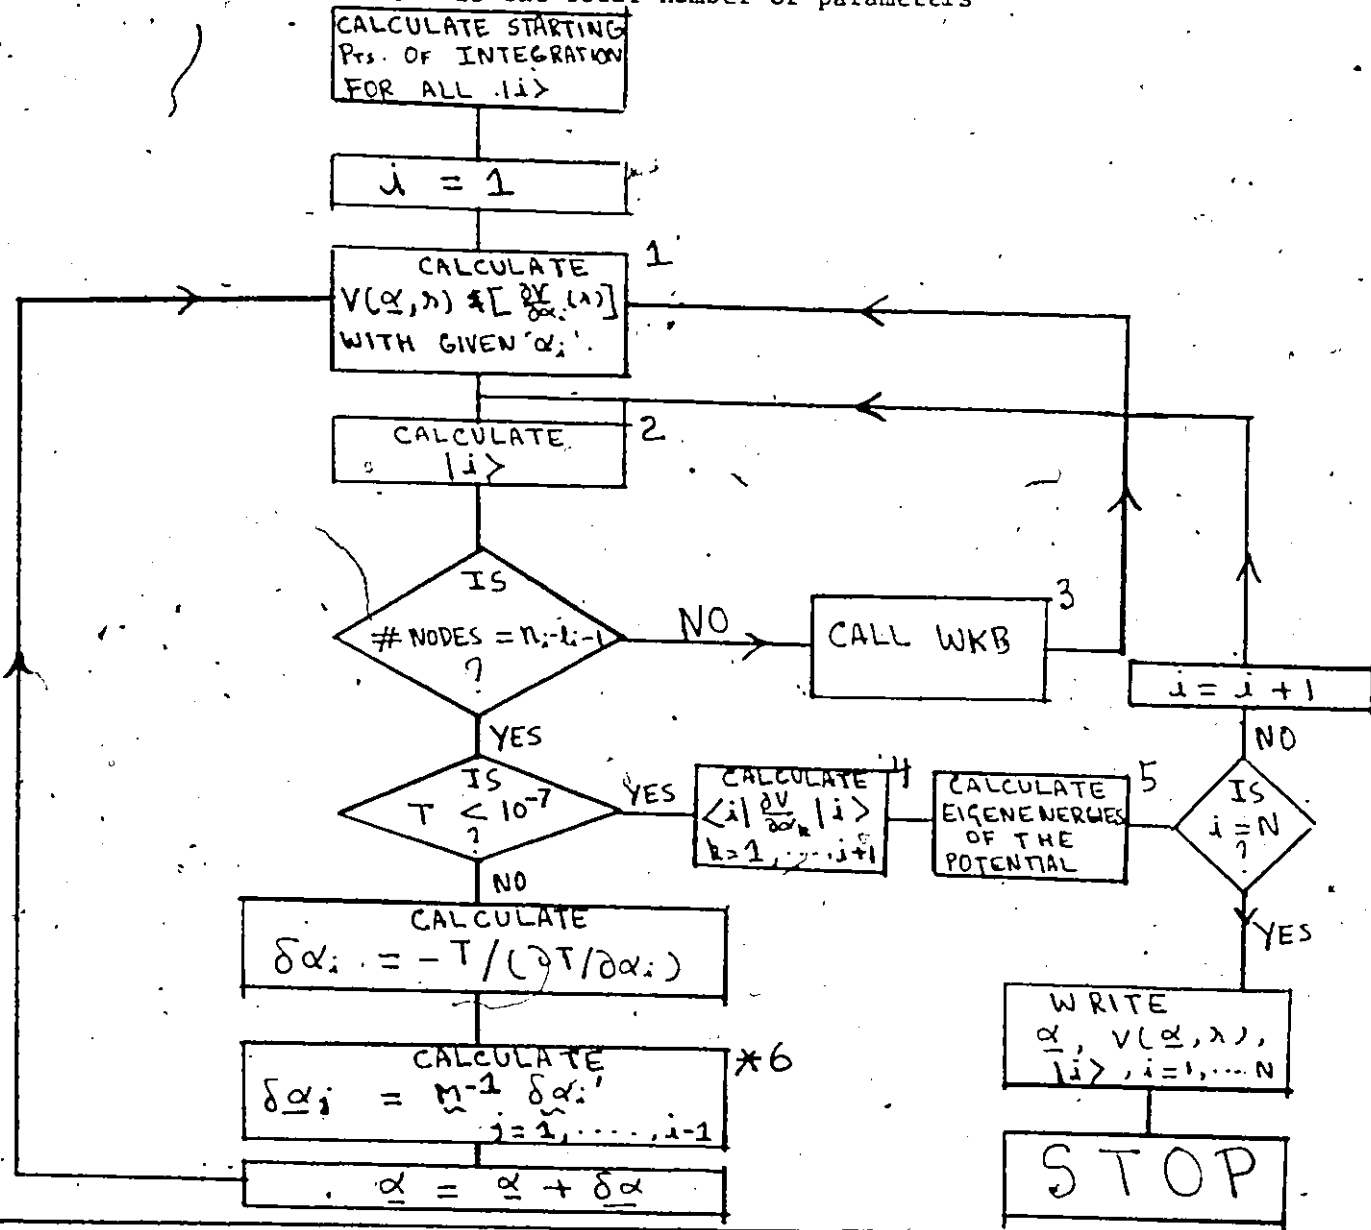 is the total number of parameters
CALCULATE STARTING
PTS. OF INTEGRATION
FOR ALL |i>
i = 1
1
CALCULATE
V(α,r) & [∂V/∂αi(r)]
WITH GIVEN 'αi'.
2
CALCULATE
|i>
IS
# NODES = ni-li-1
?
NO
CALL WKB
3
i = i + 1
NO
YES
IS
T < 10^-7
?
YES
CALCULATE
4
<i| ∂V/∂αk |i>
k=1, ....., i+1
CALCULATE
EIGENENERGIES
OF THE
POTENTIAL
5
IS
i = N
?
NO
CALCULATE
δαi = -T/(∂T/∂αi)
YES
WRITE
α, V(α,r),
|i>, i=1,....N
CALCULATE
*6
δαj = M^-1 δαi'
j=1, ....., i-1
α = α + δα
STOP